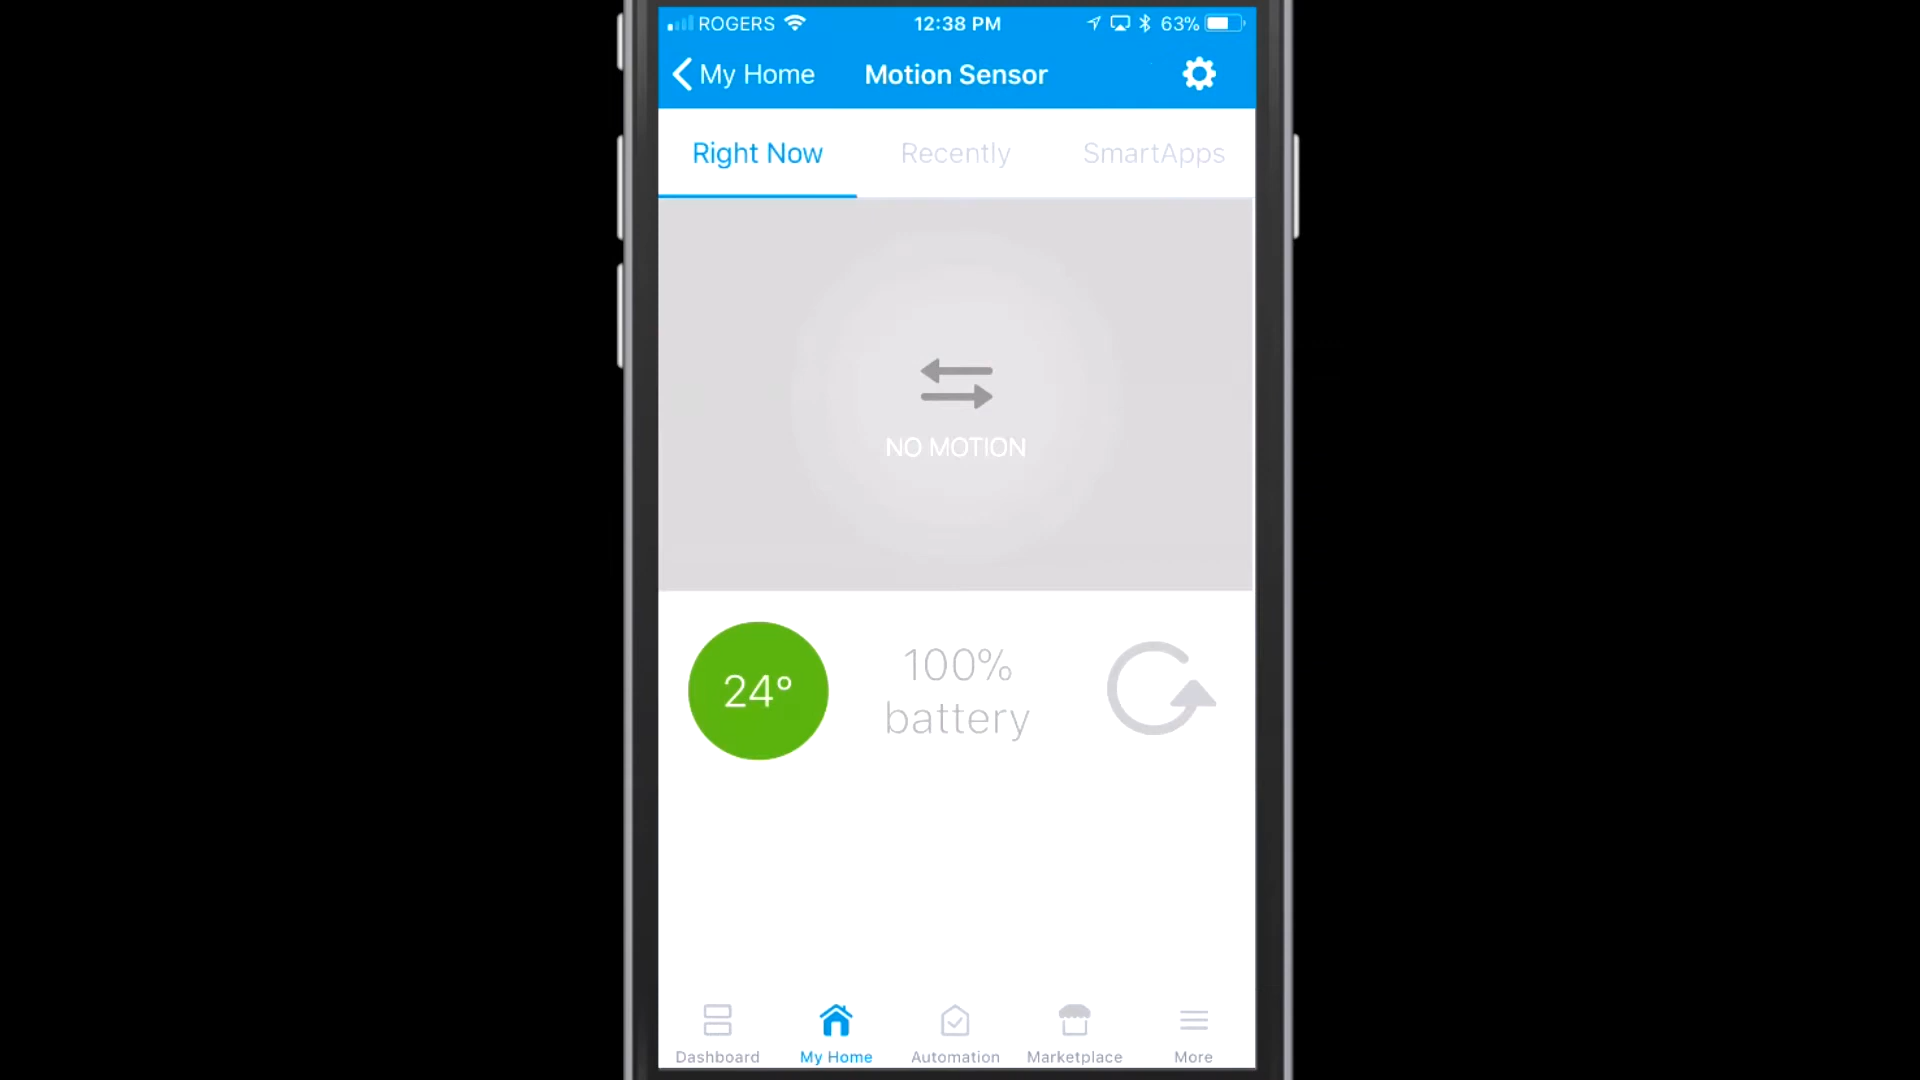 ROGERS 12:38 PM 63%
My Home Motion Sensor
Right Now Recently SmartApps
NO MOTION
24°
100%
battery
Dashboard My Home Automation Marketplace More